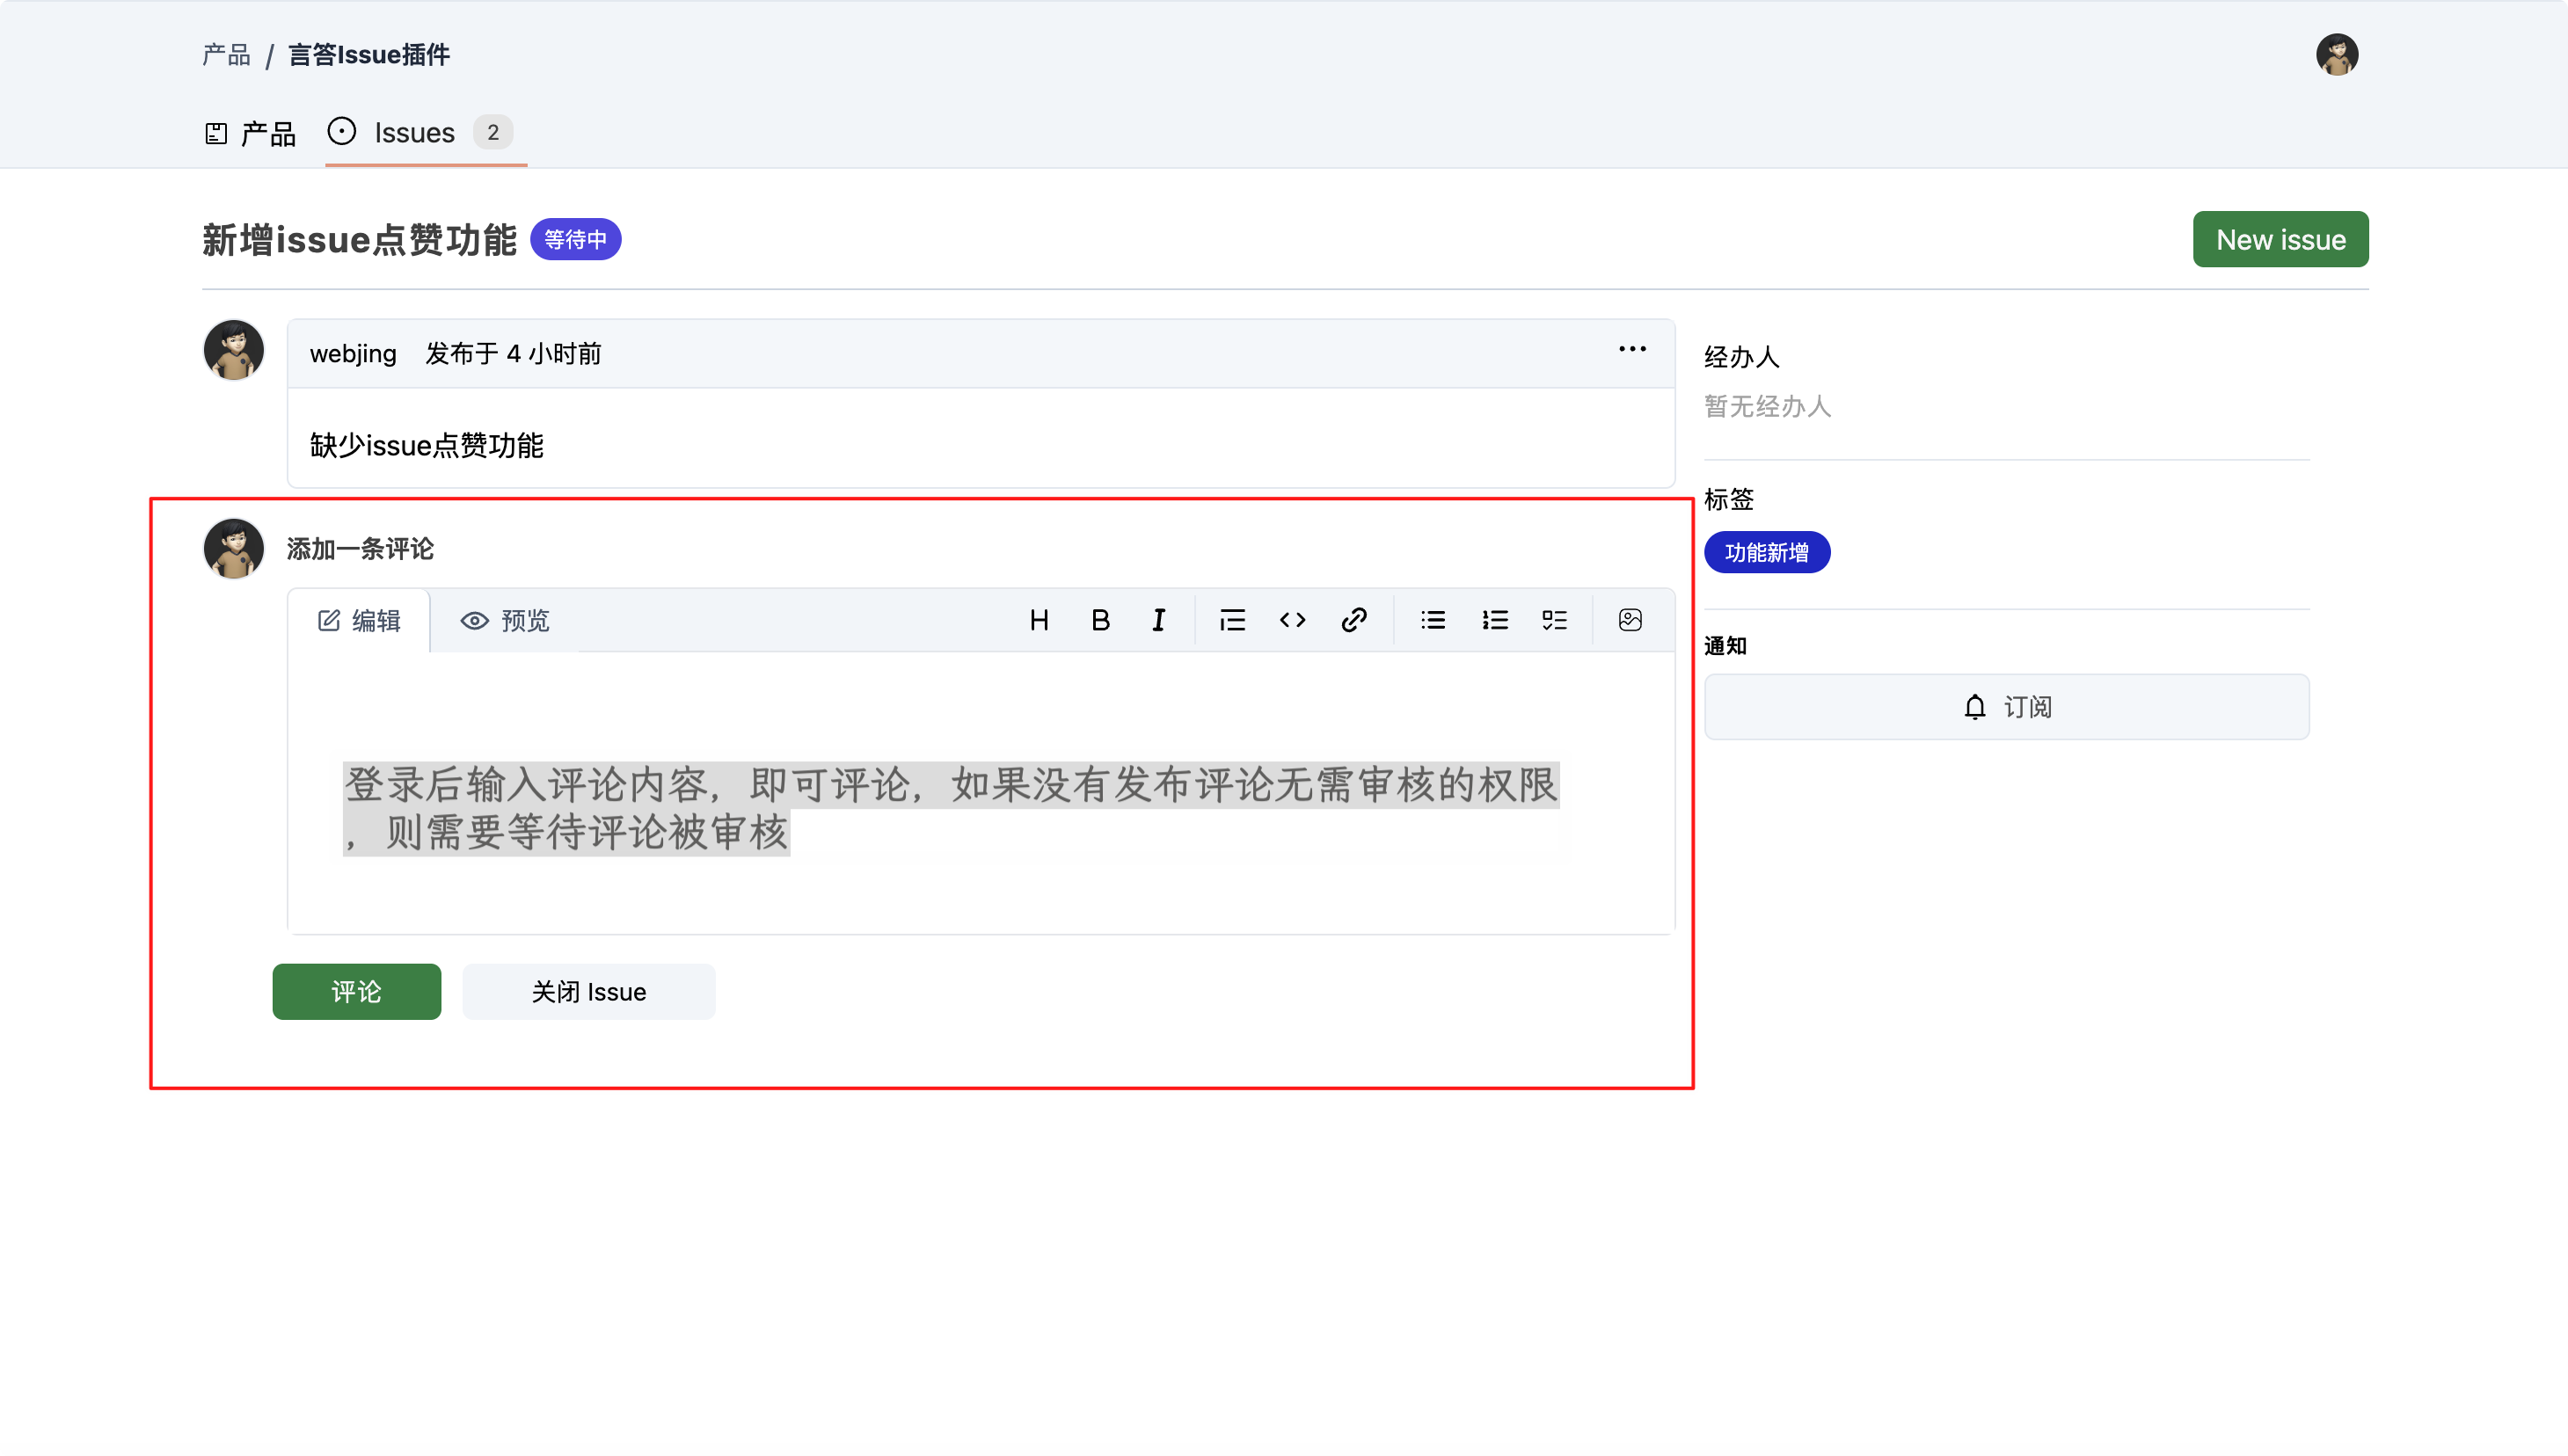 产品 / 言答Issue插件
产品 Issues 2
新增issue点赞功能 等待中
New issue
webjing 发布于 4 小时前
缺少issue点赞功能
经办人
暂无经办人
标签
功能新增
通知
订阅
添加一条评论
编辑 预览 H B I
登录后输入评论内容，即可评论，如果没有发布评论无需审核的权限
，则需要等待评论被审核
评论 关闭 Issue